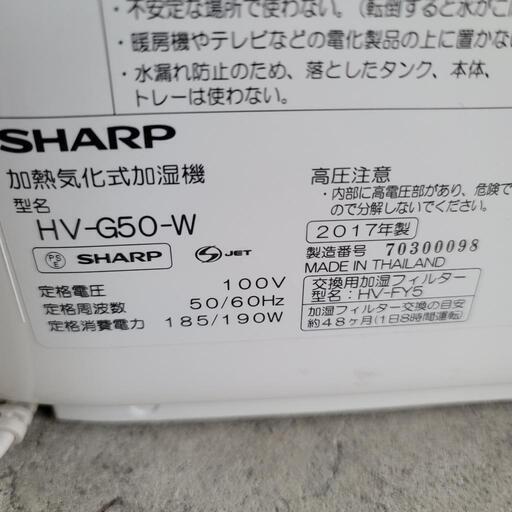 ・不安定な場所で使わない。(転倒すると水がこ
・暖房機やテレビなどの電化製品の上に置かな
・水漏れ防止のため、落としたタンク、本体、
トレーは使わない。
SHARP
加熱気化式加湿機
型名
HV-G50-W
PS
E
SHARP
S JET
定格電圧 100V
定格周波数 50/60Hz
定格消費電力 185/190W
高圧注意
・内部に高電圧部があり、危険で
ので分解しないでください。
2017年製
製造番号 70300098
MADE IN THAILAND
交換用加湿フィルター
型名:HV-FY5
加湿フィルター交換の目安
約48ヶ月(1日8時間運転)